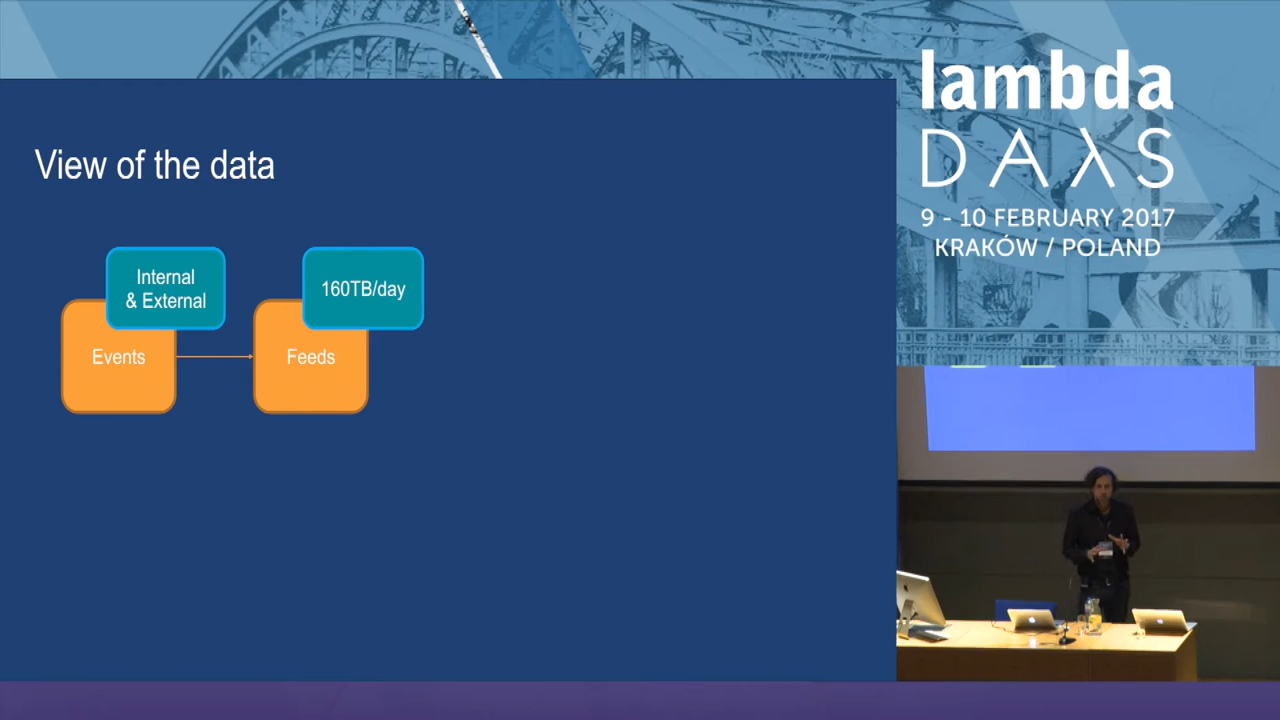 View of the data
Internal
& External
160TB/day
Events
Feeds
lambda
DAλS
9 - 10 FEBRUARY 2017
KRAKÓW / POLAND